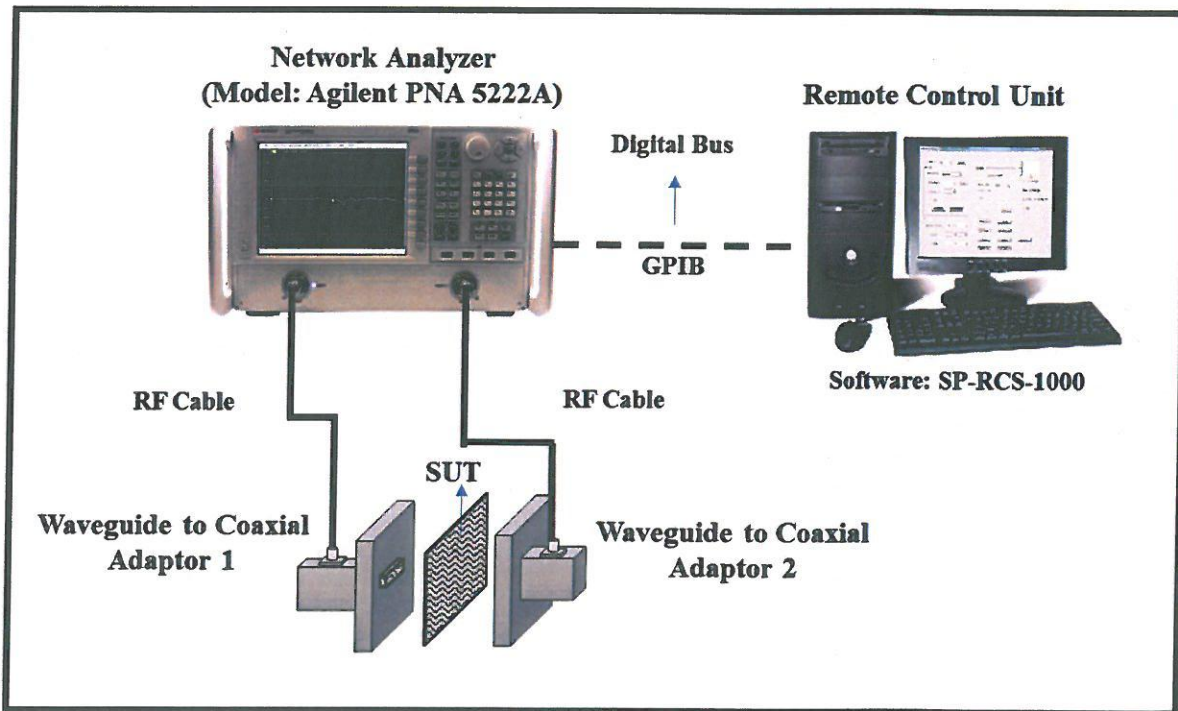 Network Analyzer
(Model: Agilent PNA 5222A)
Remote Control Unit
Digital Bus
GPIB
Software: SP-RCS-1000
RF Cable
RF Cable
SUT
Waveguide to Coaxial
Adaptor 1
Waveguide to Coaxial
Adaptor 2